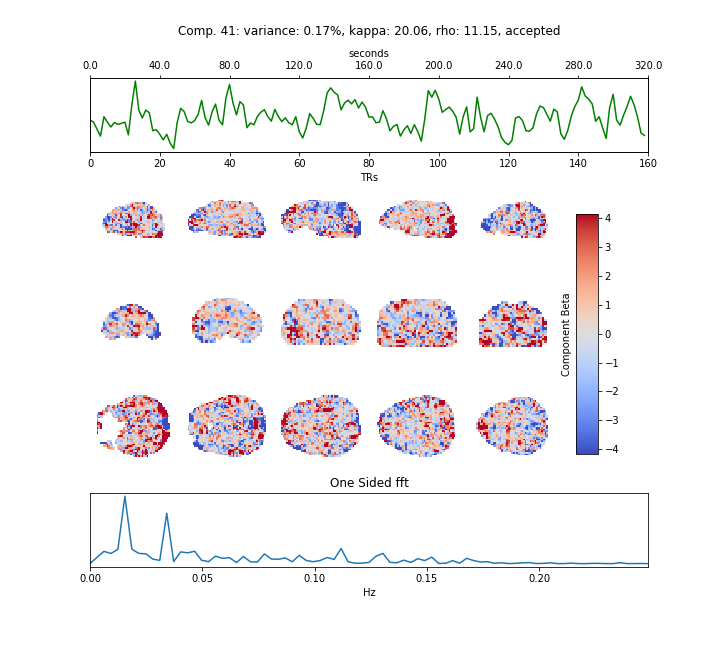 Comp. 41: variance: 0.17%, kappa: 20.06, rho: 11.15, accepted
seconds
0.0 40.0 80.0 120.0 160.0 200.0 240.0 280.0 320.0
0 20 40 60 80 100 120 140 160
TRs
4
3
2
1
0
−1
−2
−3
−4
Component Beta
One Sided fft
0.00 0.05 0.10 0.15 0.20
Hz